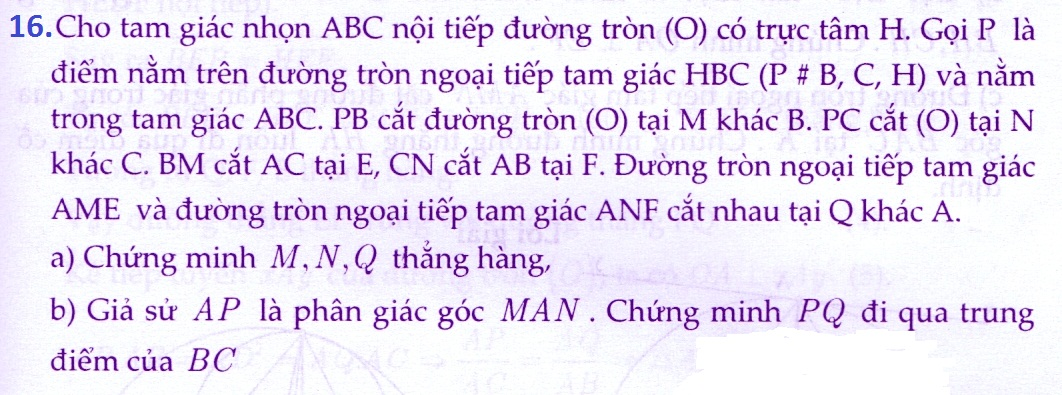 16.Cho tam giác nhọn ABC nội tiếp đường tròn (O) có trực tâm H. Gọi P là
điểm nằm trên đường tròn ngoại tiếp tam giác HBC (P # B, C, H) và nằm
trong tam giác ABC. PB cắt đường tròn (O) tại M khác B. PC cắt (O) tại N
khác C. BM cắt AC tại E, CN cắt AB tại F. Đường tròn ngoại tiếp tam giác
AME và đường tròn ngoại tiếp tam giác ANF cắt nhau tại Q khác A.
a) Chứng minh M, N, Q thẳng hàng,
b) Giả sử AP là phân giác góc MAN . Chứng minh PQ đi qua trung
điểm của BC